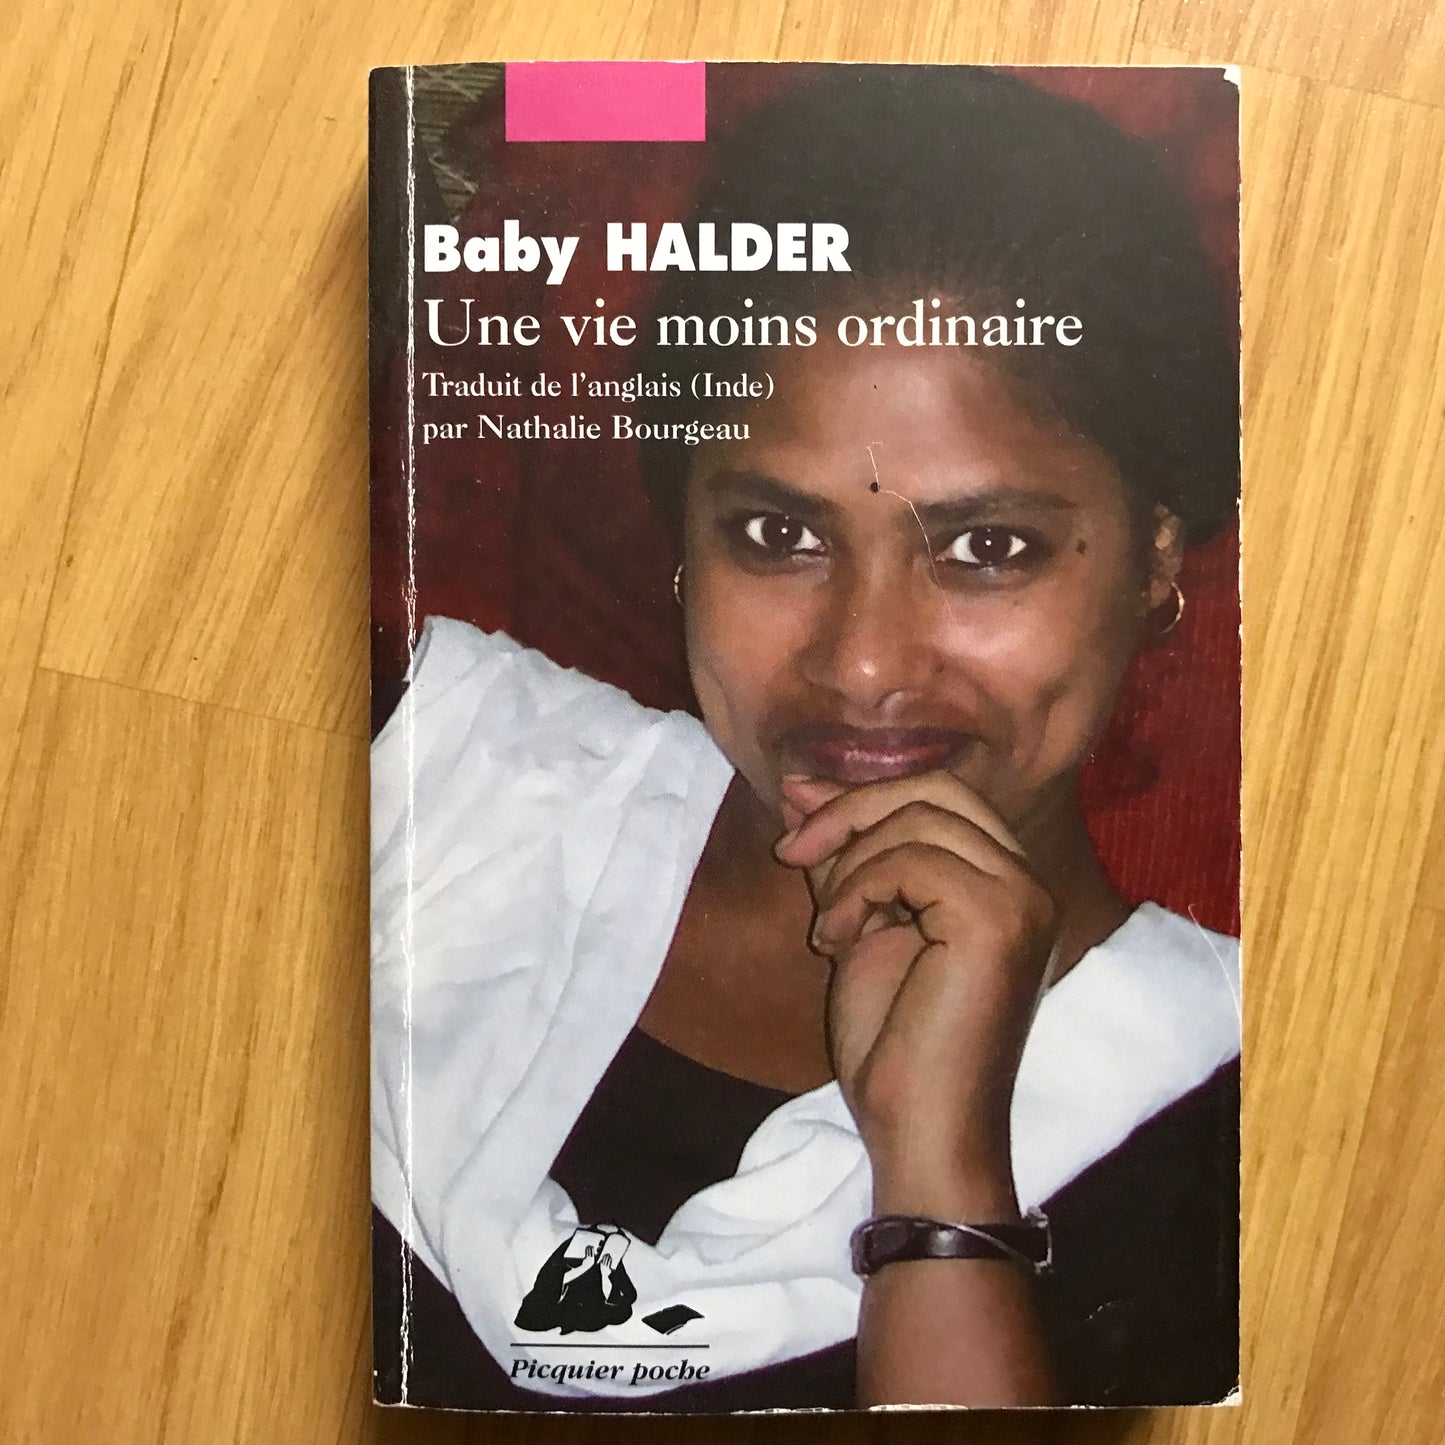 Baby HALDER
Une vie moins ordinaire
Traduit de l'anglais (Inde)
par Nathalie Bourgeau
Picquier poche